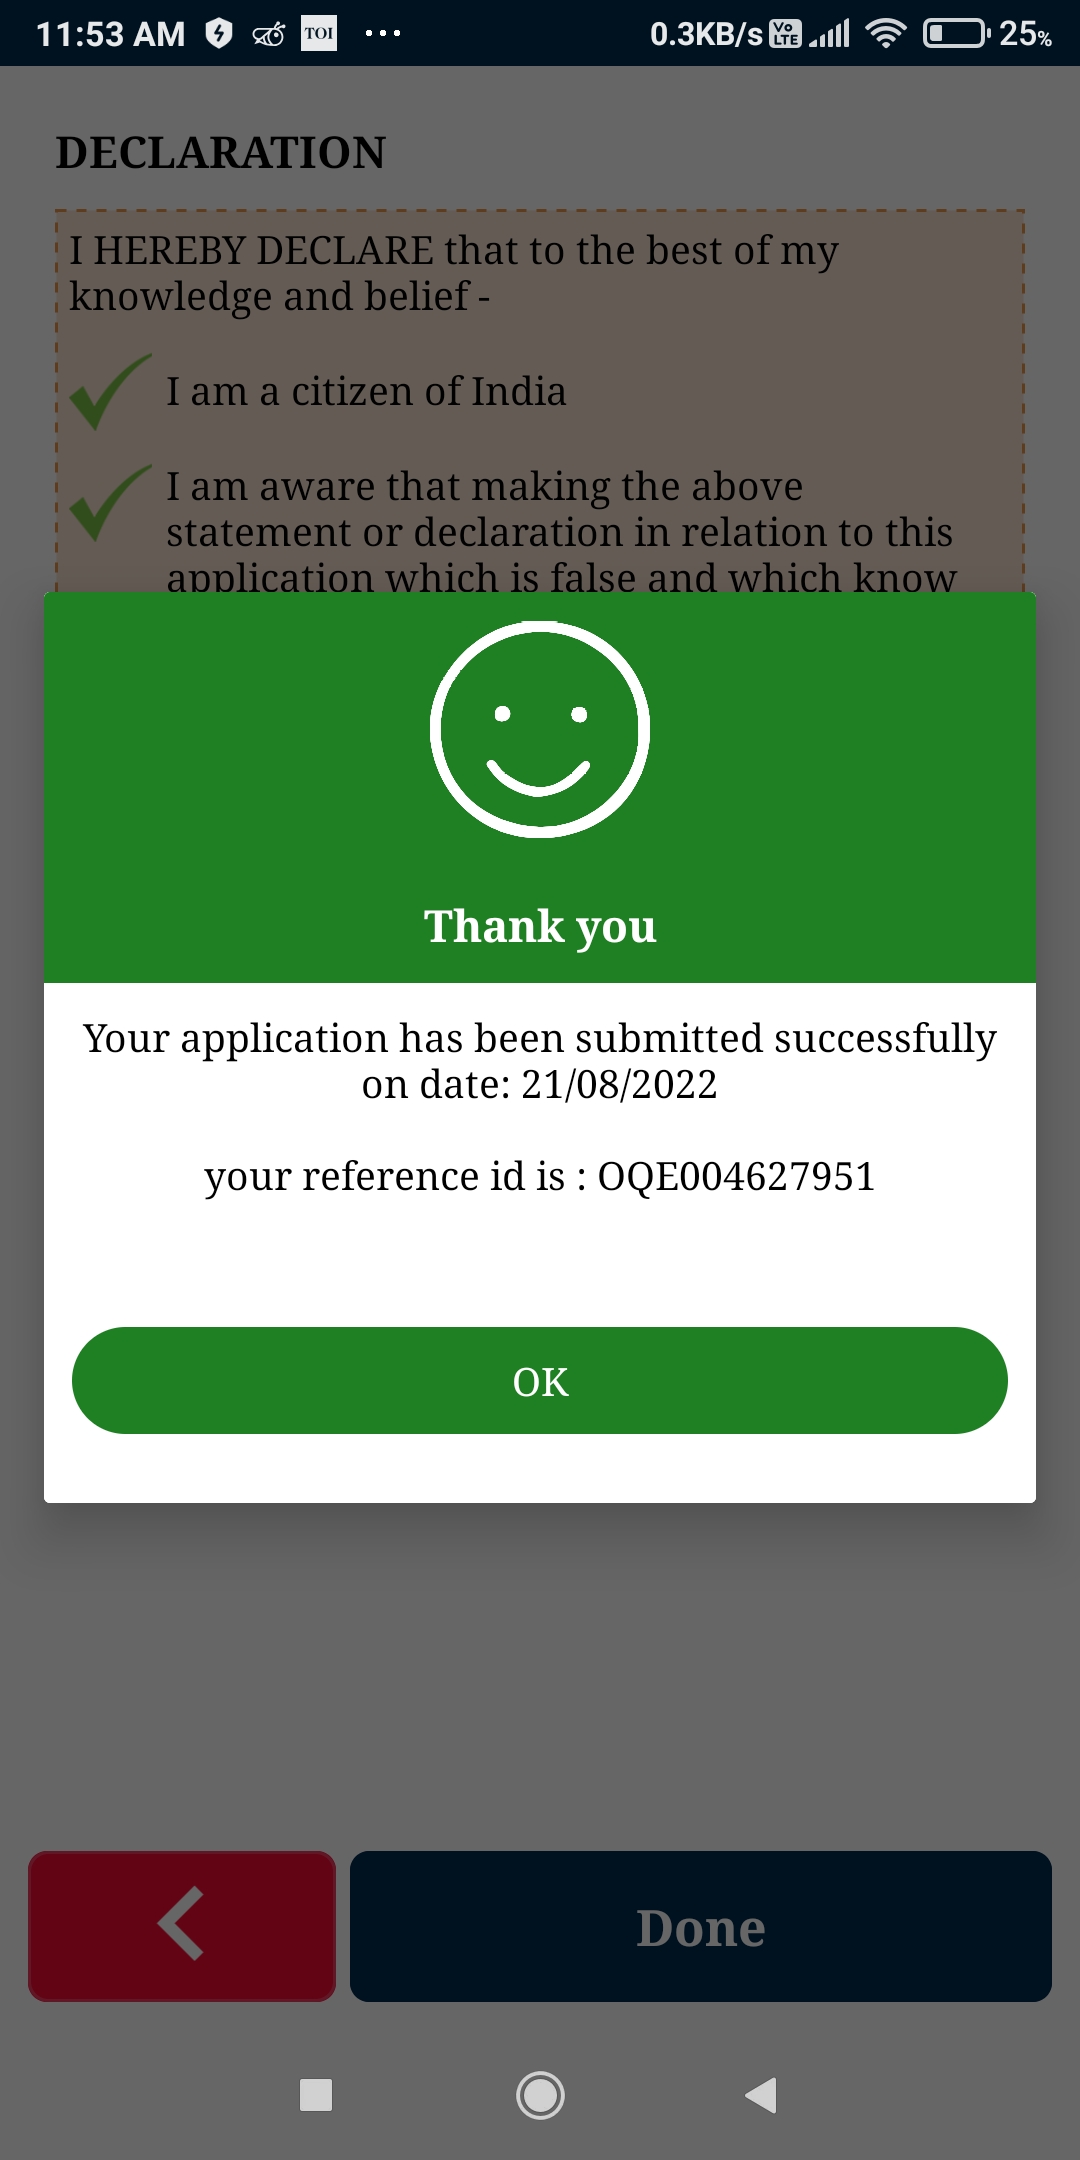 11:53 AM TOI ... 0.3KB/s Vo LTE 25%
DECLARATION
I HEREBY DECLARE that to the best of my
knowledge and belief -
I am a citizen of India
I am aware that making the above
statement or declaration in relation to this
application which is false and which know
Thank you
Your application has been submitted successfully
on date: 21/08/2022
your reference id is : OQE004627951
OK
Done